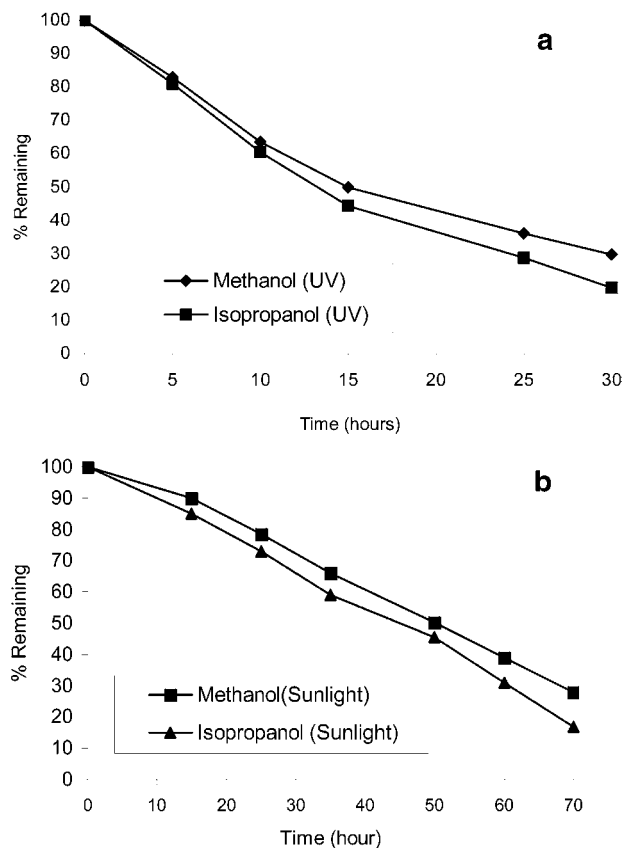 a
100
90
80
70
60
50
40
30
20
10
0
% Remaining
Methanol (UV)
Isopropanol (UV)
0 5 10 15 20 25 30
Time (hours)
b
100
90
80
70
60
50
40
30
20
10
0
% Remaining
Methanol(Sunlight)
Isopropanol (Sunlight)
0 10 20 30 40 50 60 70
Time (hour)